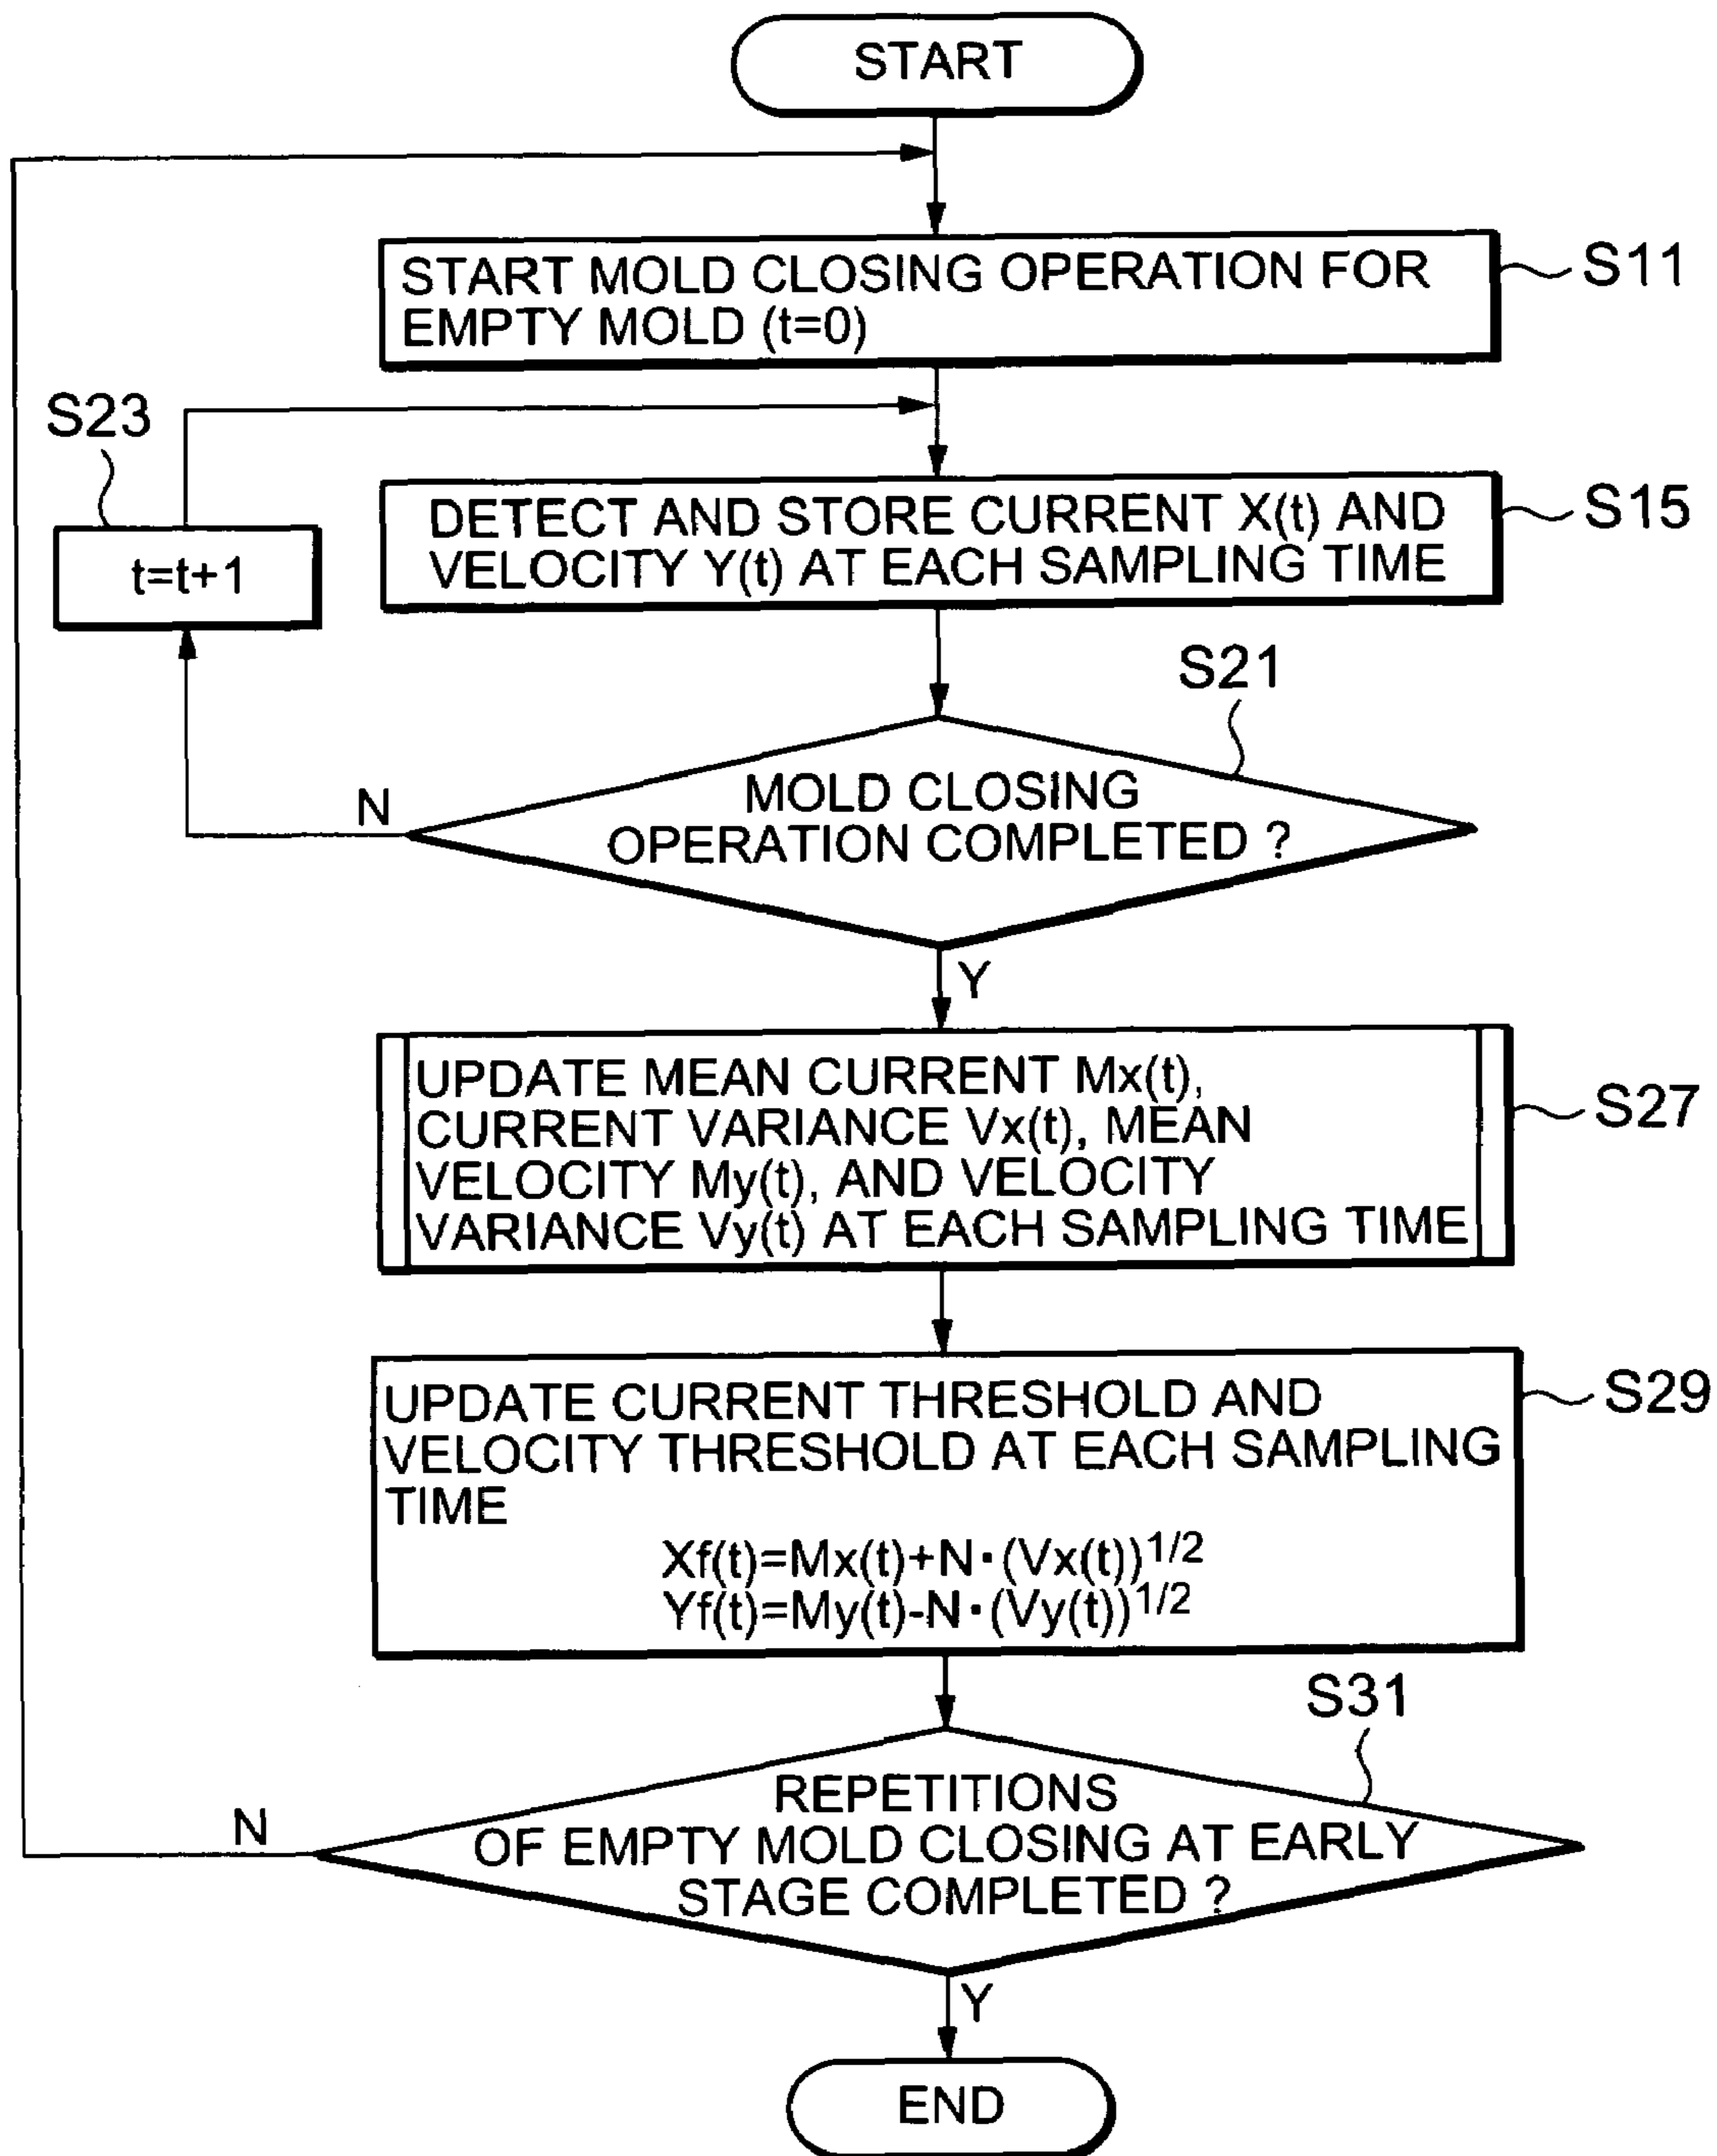 START
START MOLD CLOSING OPERATION FOR
EMPTY MOLD (t=0)
S11
S23
t=t+1
DETECT AND STORE CURRENT X(t) AND
VELOCITY Y(t) AT EACH SAMPLING TIME
S15
S21
MOLD CLOSING
OPERATION COMPLETED ?
N
Y
UPDATE MEAN CURRENT Mx(t),
CURRENT VARIANCE Vx(t), MEAN
VELOCITY My(t), AND VELOCITY
VARIANCE Vy(t) AT EACH SAMPLING TIME
S27
UPDATE CURRENT THRESHOLD AND
VELOCITY THRESHOLD AT EACH SAMPLING
TIME
Xf(t)=Mx(t)+N·(Vx(t))1/2
Yf(t)=My(t)-N·(Vy(t))1/2
S29
S31
REPETITIONS
OF EMPTY MOLD CLOSING AT EARLY
STAGE COMPLETED ?
N
Y
END